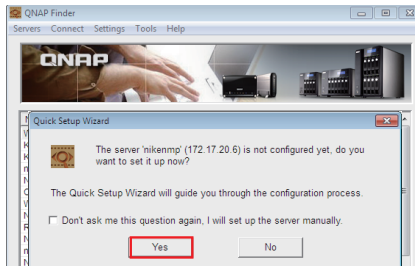 QNAP Finder
Servers Connect Settings Tools Help
QNAP
Quick Setup Wizard
The server 'nikenmp' (172.17.20.6) is not configured yet, do you
want to set it up now?
The Quick Setup Wizard will guide you through the configuration process.
Don't ask me this question again, I will set up the server manually.
Yes No